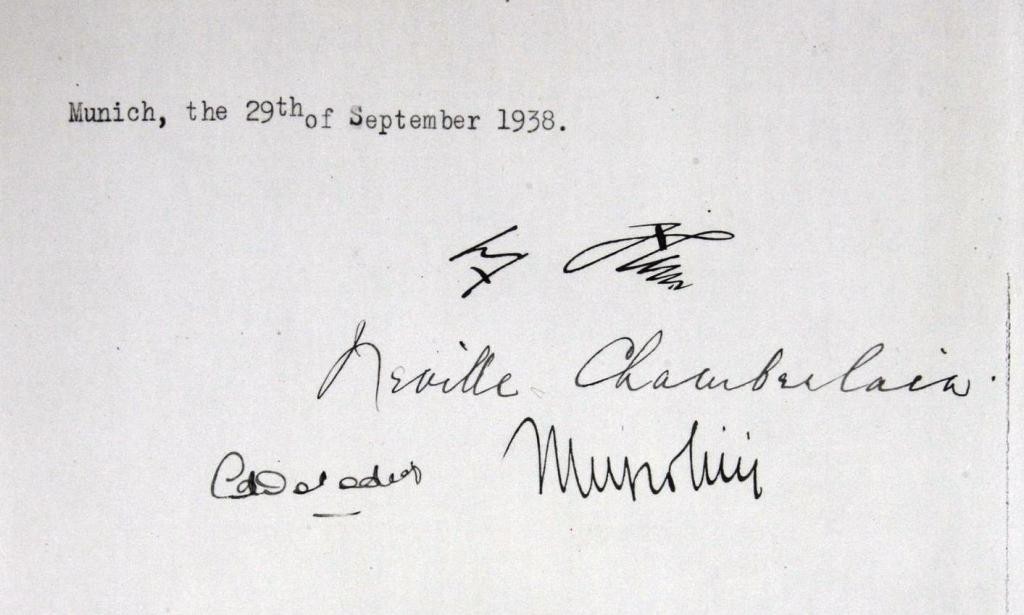 Munich, the 29th of September 1938.
Neville Chamberlain.
Mussolini